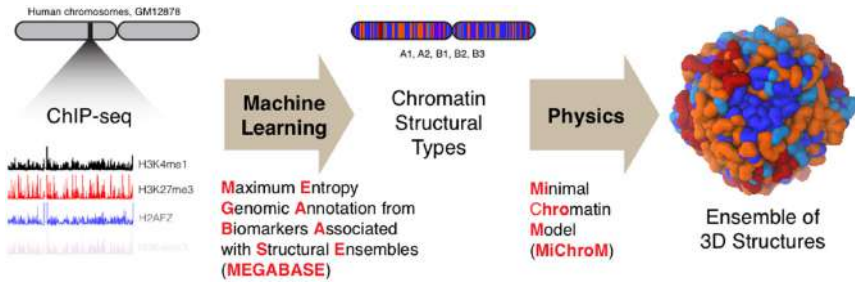 Human chromosomes, GM12878
A1, A2, B1, B2, B3
ChIP-seq
H3K4me1
H3K27me3
H2AFZ
Machine
Learning
Maximum Entropy
Genomic Annotation from
Biomarkers Associated
with Structural Ensembles
(MEGABASE)
Chromatin
Structural
Types
Physics
Minimal
Chromatin
Model
(MiChroM)
Ensemble of
3D Structures